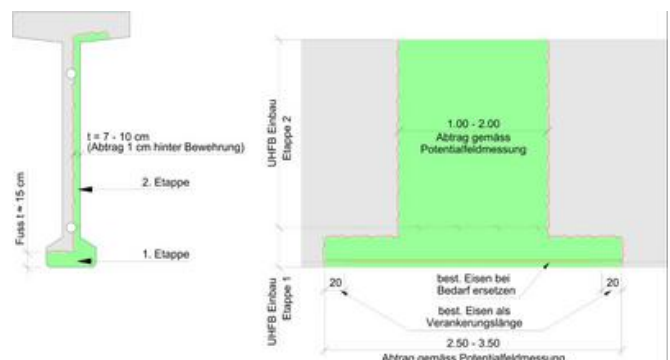 t = 7 - 10 cm
(Abtrag 1 cm hinter Bewehrung)
2. Etappe
1. Etappe
Fuss t ≈ 15 cm
UHFB Einbau
Etappe 2
UHFB Einbau
Etappe 1
1.00 - 2.00
Abtrag gemäss
Potentialfeldmessung
20
20
best. Eisen bei
Bedarf ersetzen
best. Eisen als
Verankerungslänge
2.50 - 3.50
Abtrag gemäss Potentialfeldmessung